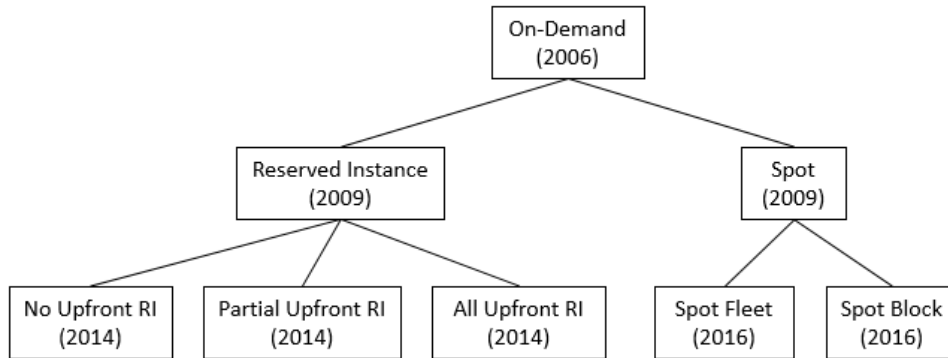 On-Demand
(2006)
Reserved Instance
(2009)
Spot
(2009)
No Upfront RI
(2014)
Partial Upfront RI
(2014)
All Upfront RI
(2014)
Spot Fleet
(2016)
Spot Block
(2016)